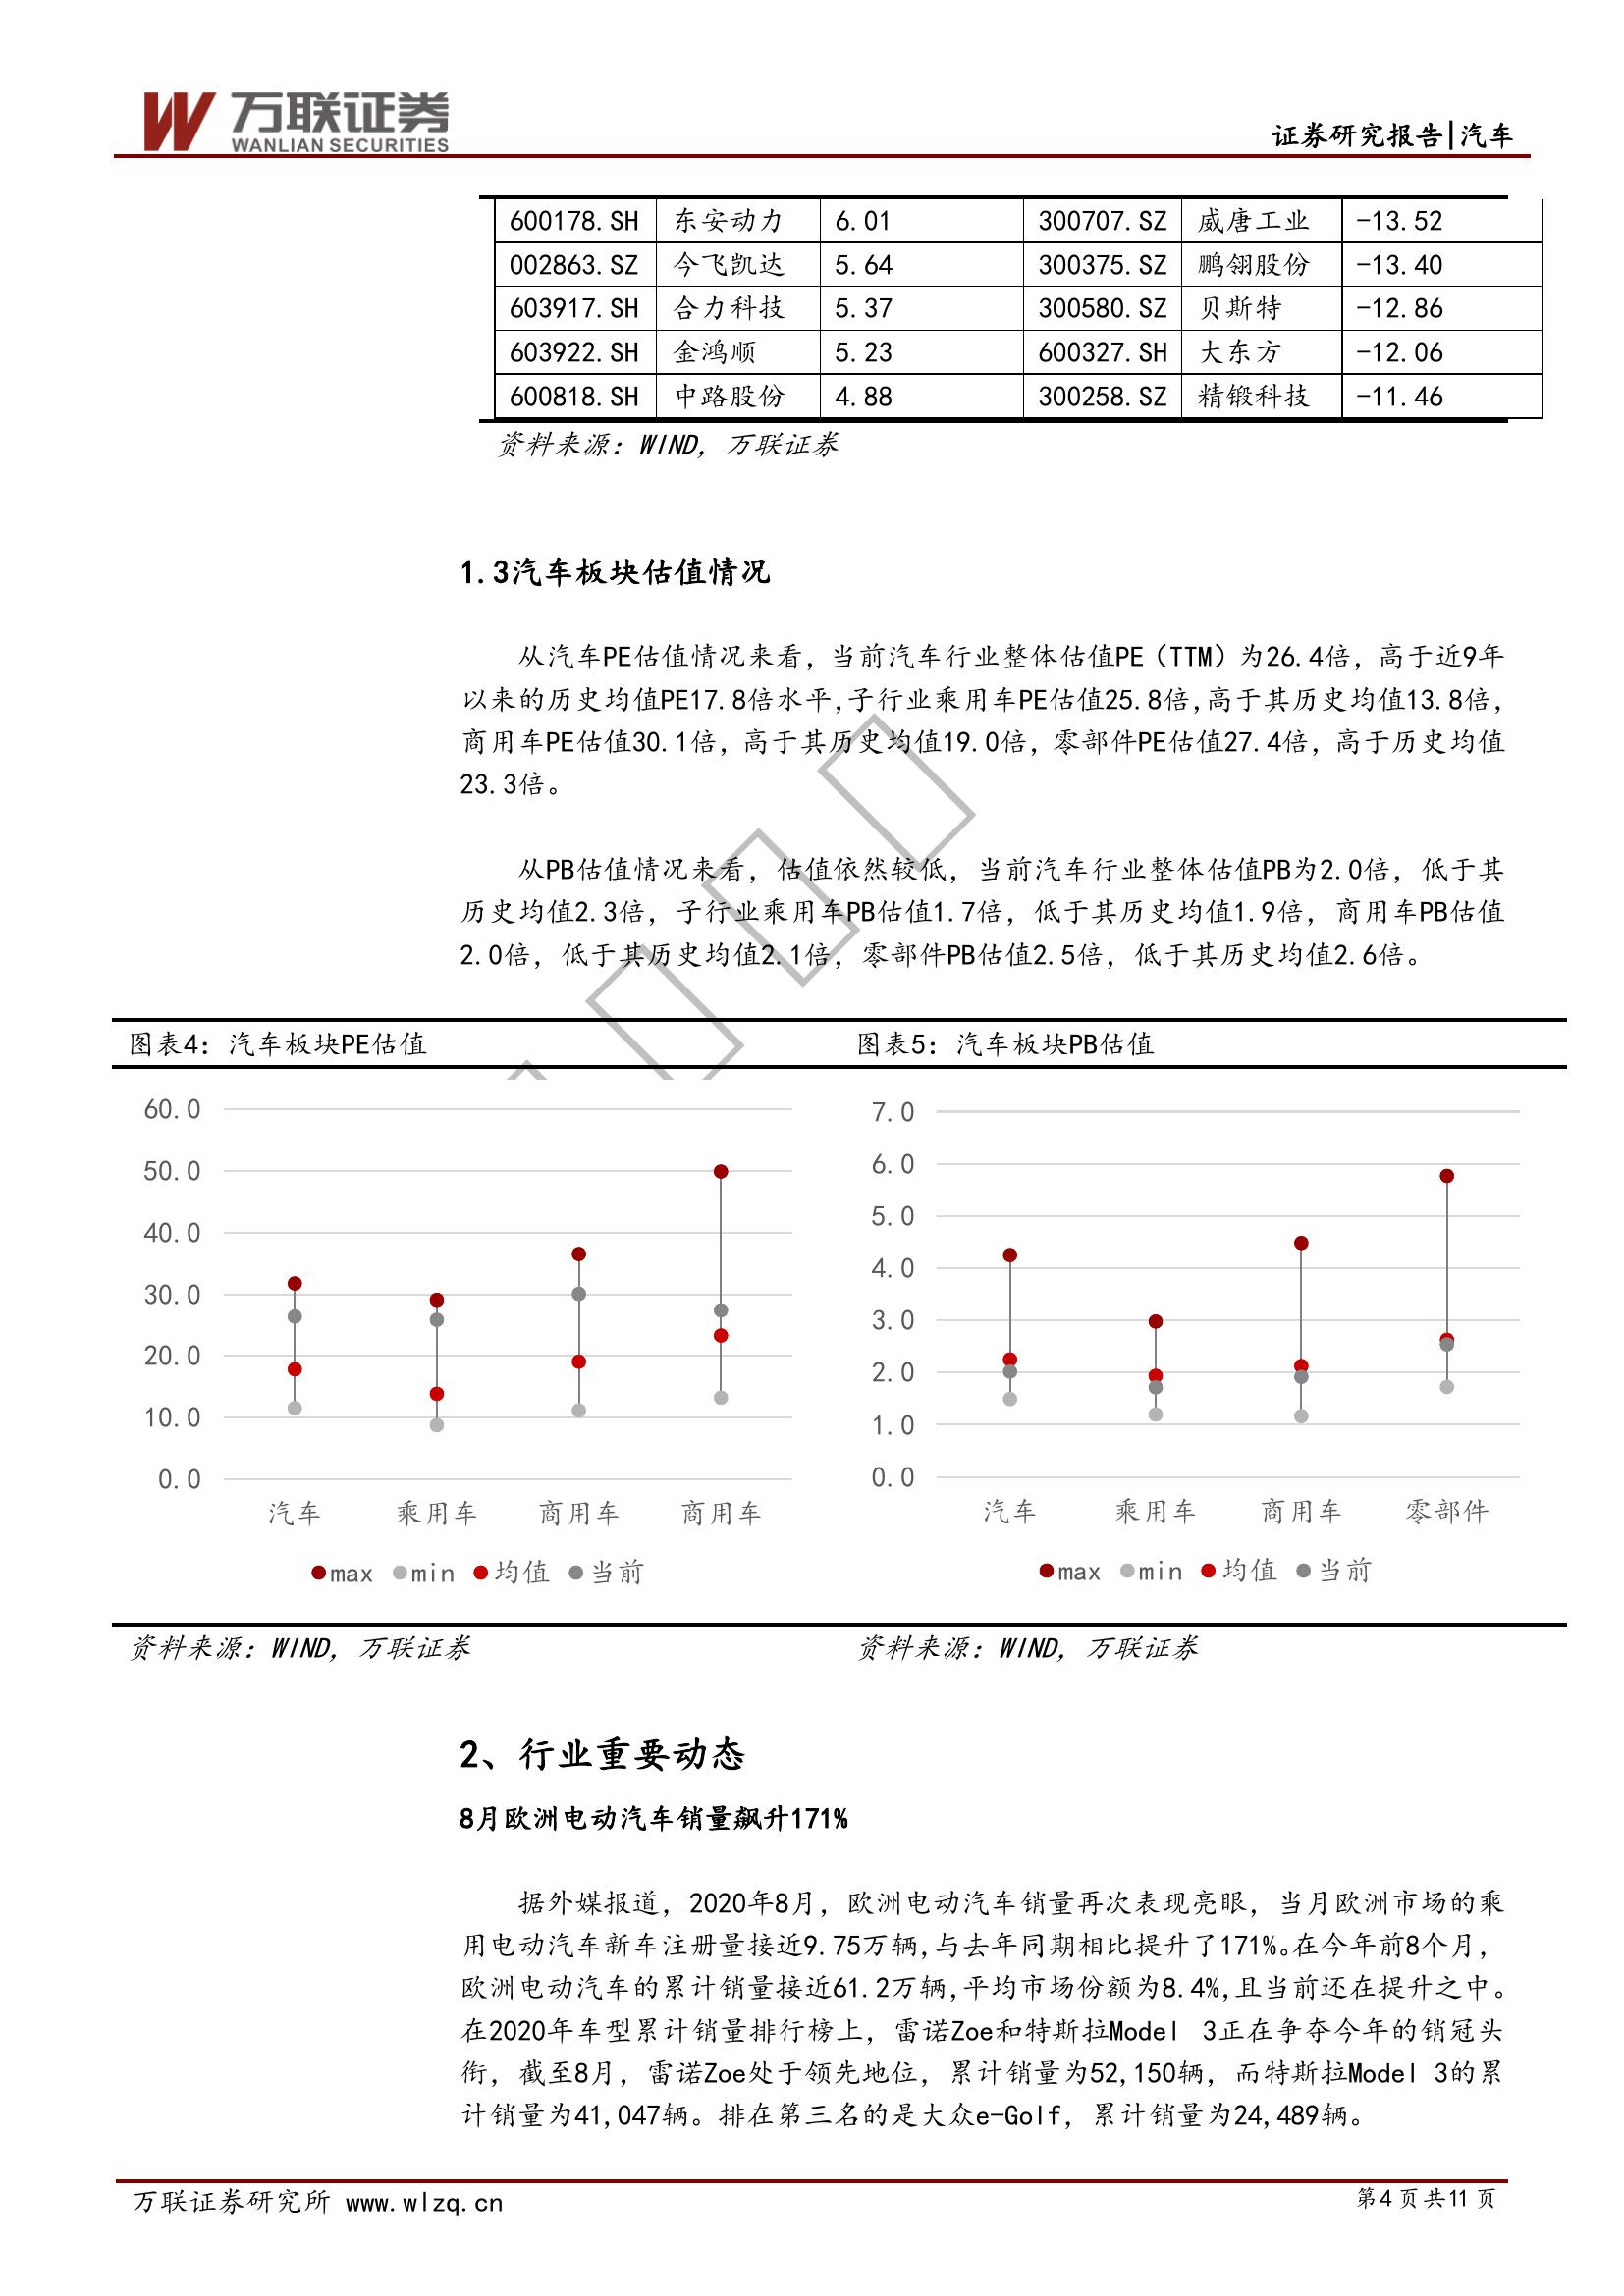 万联证券
WANLIAN SECURITIES
证券研究报告|汽车
600178.SH 东安动力 6.01 300707.SZ 威唐工业 -13.52
002863.SZ 今飞凯达 5.64 300375.SZ 鹏翎股份 -13.40
603917.SH 合力科技 5.37 300580.SZ 贝斯特 -12.86
603922.SH 金鸿顺 5.23 600327.SH 大东方 -12.06
600818.SH 中路股份 4.88 300258.SZ 精锻科技 -11.46
资料来源：WIND，万联证券
1.3汽车板块估值情况
从汽车PE估值情况来看，当前汽车行业整体估值PE（TTM）为26.4倍，高于近9年
以来的历史均值PE17.8倍水平,子行业乘用车PE估值25.8倍,高于其历史均值13.8倍，
商用车PE估值30.1倍，高于其历史均值19.0倍，零部件PE估值27.4倍，高于历史均值
23.3倍。
从PB估值情况来看，估值依然较低，当前汽车行业整体估值PB为2.0倍，低于其
历史均值2.3倍，子行业乘用车PB估值1.7倍，低于其历史均值1.9倍，商用车PB估值
2.0倍，低于其历史均值2.1倍，零部件PB估值2.5倍，低于其历史均值2.6倍。
图表4：汽车板块PE估值
60.0
50.0
40.0
30.0
20.0
10.0
0.0
汽车 乘用车 商用车 商用车
max min 均值 当前
资料来源：WIND，万联证券
图表5：汽车板块PB估值
7.0
6.0
5.0
4.0
3.0
2.0
1.0
0.0
汽车 乘用车 商用车 零部件
max min 均值 当前
资料来源：WIND，万联证券
2、行业重要动态
8月欧洲电动汽车销量飙升171%
据外媒报道，2020年8月，欧洲电动汽车销量再次表现亮眼，当月欧洲市场的乘
用电动汽车新车注册量接近9.75万辆,与去年同期相比提升了171%。在今年前8个月，
欧洲电动汽车的累计销量接近61.2万辆,平均市场份额为8.4%,且当前还在提升之中。
在2020年车型累计销量排行榜上，雷诺Zoe和特斯拉Model 3正在争夺今年的销冠头
衔，截至8月，雷诺Zoe处于领先地位，累计销量为52,150辆，而特斯拉Model 3的累
计销量为41,047辆。排在第三名的是大众e-Golf，累计销量为24,489辆。
万联证券研究所 www.wlzq.cn
第4页共11页